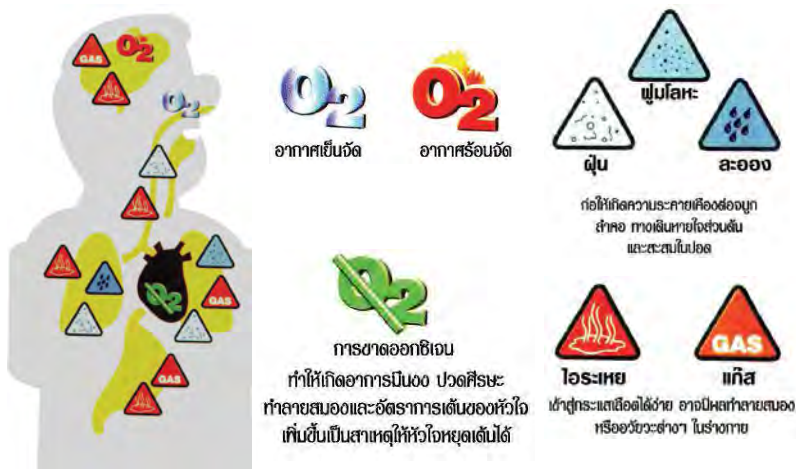 GAS
O2
O2
GAS
O2
GAS
O2
อากาศเย็นจัด
O2
อากาศร้อนจัด
O2
การขาดออกซิเจน
ทำให้เกิดอาการมึนงง ปวดศีรษะ
ทำลายสมองและอัตราการเต้นของหัวใจ
เพิ่มขึ้นเป็นสาเหตุให้หัวใจหยุดเต้นได้
ฟูมโลหะ
ฝุ่น
ละออง
ก่อให้เกิดความระคายเคืองต่อจมูก
ลำคอ ทางเดินหายใจส่วนต้น
และสะสมในปอด
ไอระเหย
GAS
แก๊ส
เข้าสู่กระแสเลือดได้ง่าย อาจมีผลทำลายสมอง
หรืออวัยวะต่างๆ ในร่างกาย